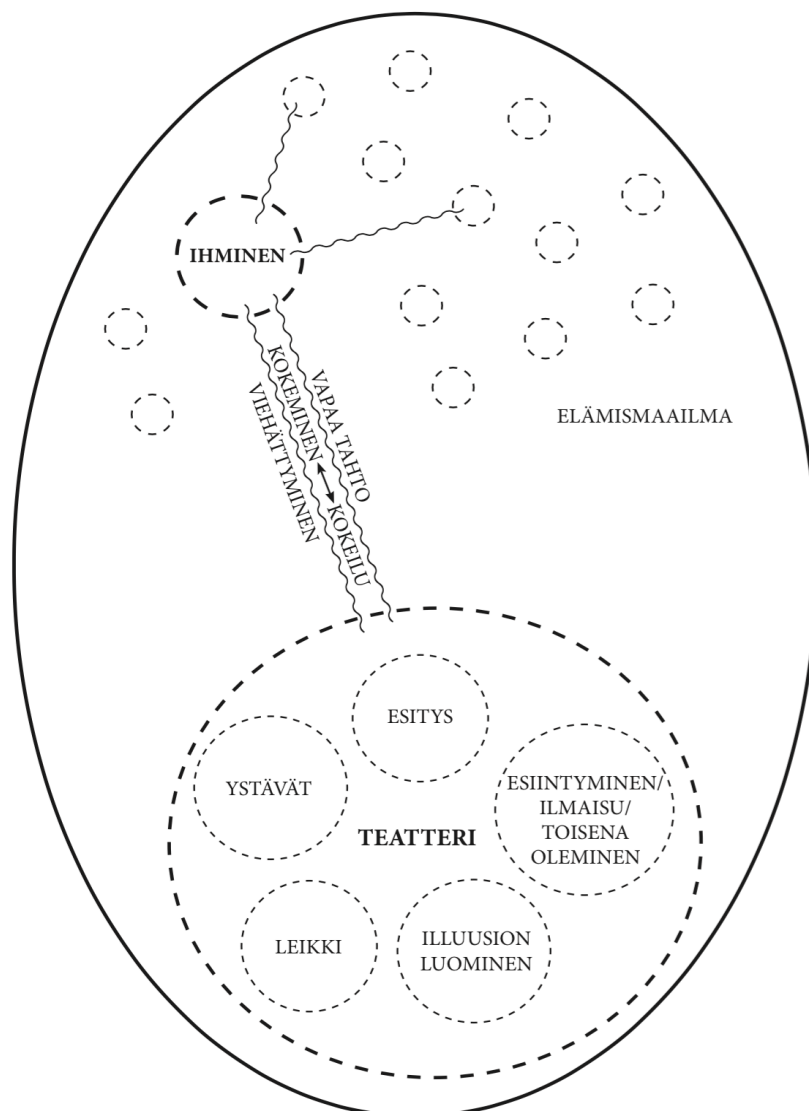 IHMINEN
VAPAA TAHTO
KOKEMINEN
KOKEILU
VIEHÄTTYMINEN
ELÄMISMAAILMA
ESITYS
YSTÄVÄT
ESIINTYMINEN/
ILMAISU/
TOISENA
OLEMINEN
TEATTERI
LEIKKI
ILLUUSION
LUOMINEN